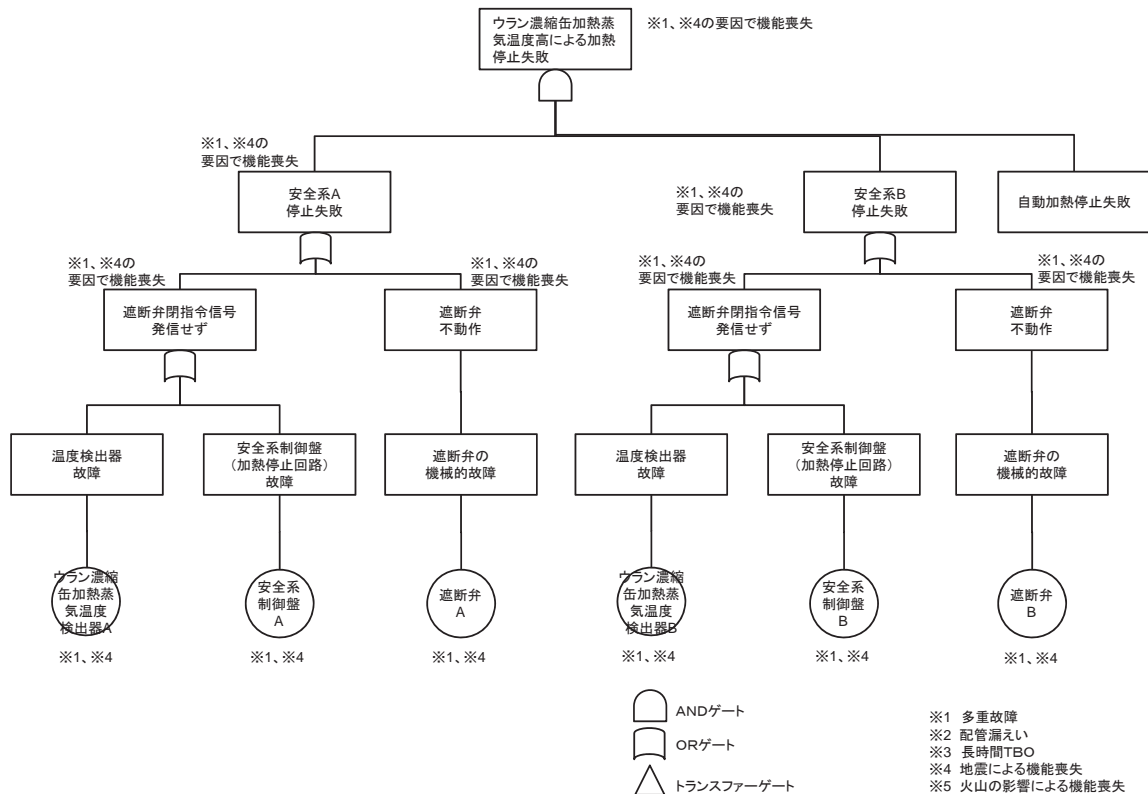 ウラン濃縮缶加熱蒸
気温度高による加熱
停止失敗
※1、※4の要因で機能喪失
※1、※4の
要因で機能喪失
安全系A
停止失敗
※1、※4の
要因で機能喪失
安全系B
停止失敗
自動加熱停止失敗
※1、※4の
要因で機能喪失
遮断弁閉指令信号
発信せず
※1、※4の
要因で機能喪失
遮断弁
不動作
※1、※4の
要因で機能喪失
遮断弁閉指令信号
発信せず
※1、※4の
要因で機能喪失
遮断弁
不動作
温度検出器
故障
安全系制御盤
(加熱停止回路)
故障
遮断弁の
機械的故障
温度検出器
故障
安全系制御盤
(加熱停止回路)
故障
遮断弁の
機械的故障
ウラン濃縮
缶加熱蒸
気温度
検出器A
安全系
制御盤
A
遮断弁
A
ウラン濃縮
缶加熱蒸
気温度
検出器B
安全系
制御盤
B
遮断弁
B
※1、※4
※1、※4
※1、※4
※1、※4
※1、※4
※1、※4
ANDゲート
ORゲート
トランスファーゲート
※1 多重故障
※2 配管漏えい
※3 長時間TBO
※4 地震による機能喪失
※5 火山の影響による機能喪失